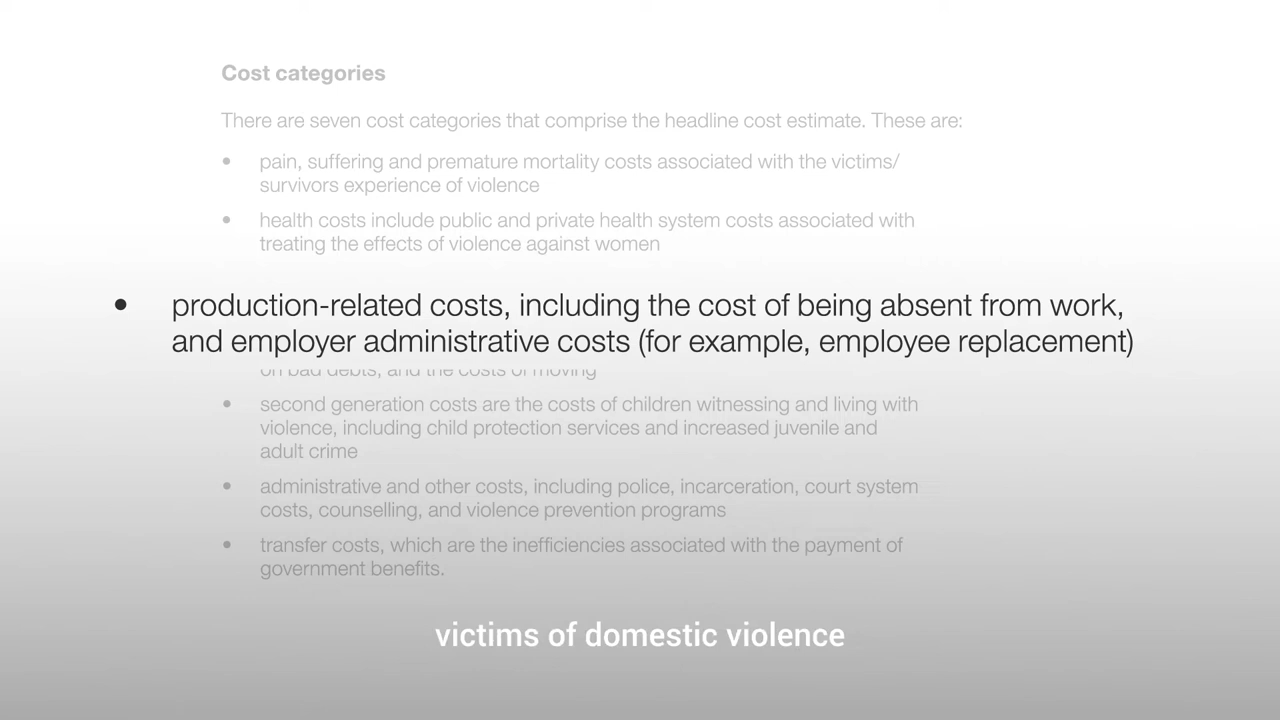 Cost categories
There are seven cost categories that comprise the headline cost estimate. These are:
• pain, suffering and premature mortality costs associated with the victims/
survivors experience of violence
• health costs include public and private health system costs associated with
treating the effects of violence against women
• production-related costs, including the cost of being absent from work,
and employer administrative costs (for example, employee replacement)
on bad debts, and the costs of moving
• second generation costs are the costs of children witnessing and living with
violence, including child protection services and increased juvenile and
adult crime
• administrative and other costs, including police, incarceration, court system
costs, counselling, and violence prevention programs
• transfer costs, which are the inefficiencies associated with the payment of
government benefits.
victims of domestic violence